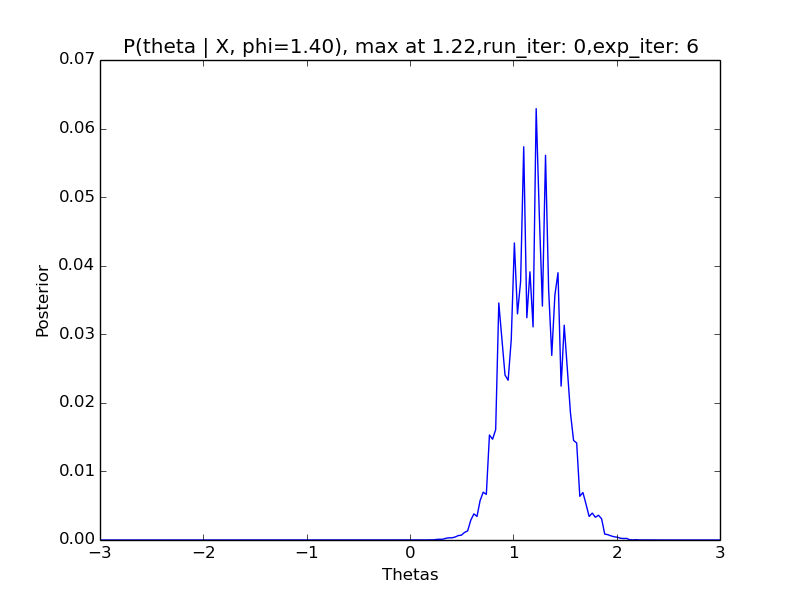 P(theta | X, phi=1.40), max at 1.22,run_iter: 0,exp_iter: 6
0.07
0.06
0.05
0.04
0.03
0.02
0.01
0.00
Posterior
−3 −2 −1 0 1 2 3
Thetas